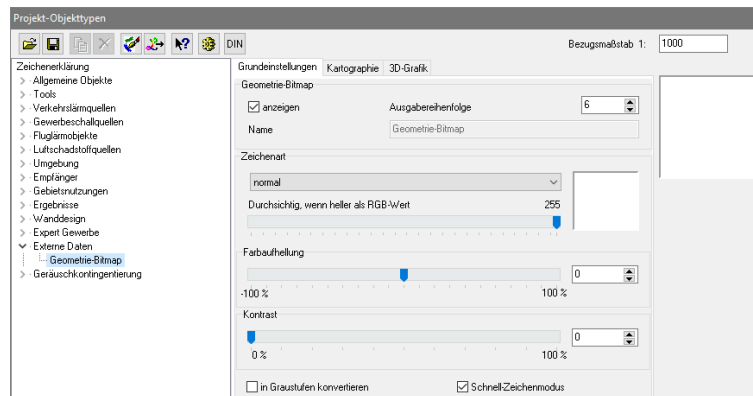 Projekt-Objekttypen
DIN
Bezugsmaßstab 1:
1000
Zeichenerklärung
Allgemeine Objekte
Tools
Verkehrslärmquellen
Gewerbeschallquellen
Fluglärmobjekte
Luftschadstoffquellen
Umgebung
Empfänger
Gebietsnutzungen
Ergebnisse
Wanddesign
Expert Gewerbe
Externe Daten
Geometrie-Bitmap
Geräuschkontingentierung
Grundeinstellungen Kartographie 3D-Grafik
Geometrie-Bitmap
anzeigen Ausgabereihenfolge 6
Name Geometrie-Bitmap
Zeichenart
normal
Durchsichtig, wenn heller als RGB-Wert 255
Farbaufhellung
0
-100 % 100 %
Kontrast
0
0 % 100 %
in Graustufen konvertieren Schnell-Zeichenmodus